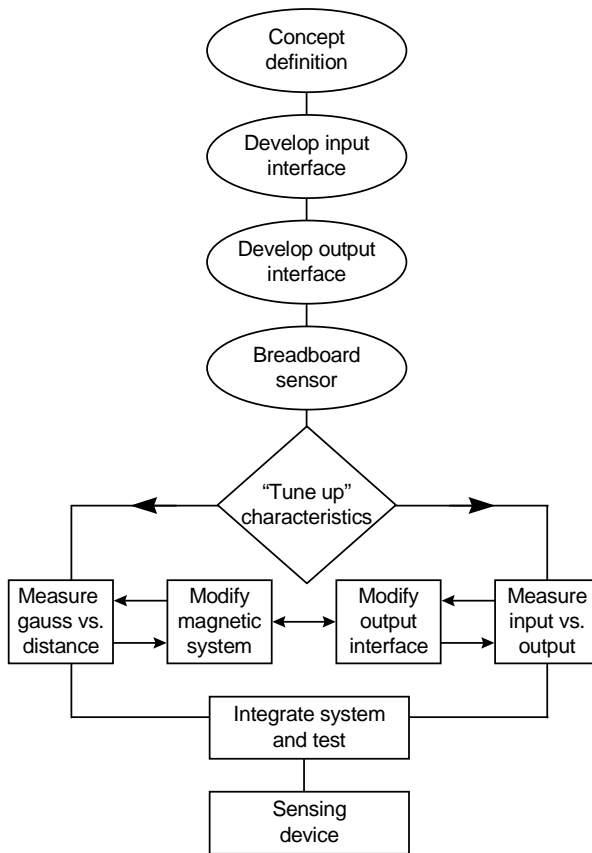 Concept
definition
Develop input
interface
Develop output
interface
Breadboard
sensor
“Tune up”
characteristics
Measure
gauss vs.
distance
Modify
magnetic
system
Modify
output
interface
Measure
input vs.
output
Integrate system
and test
Sensing
device